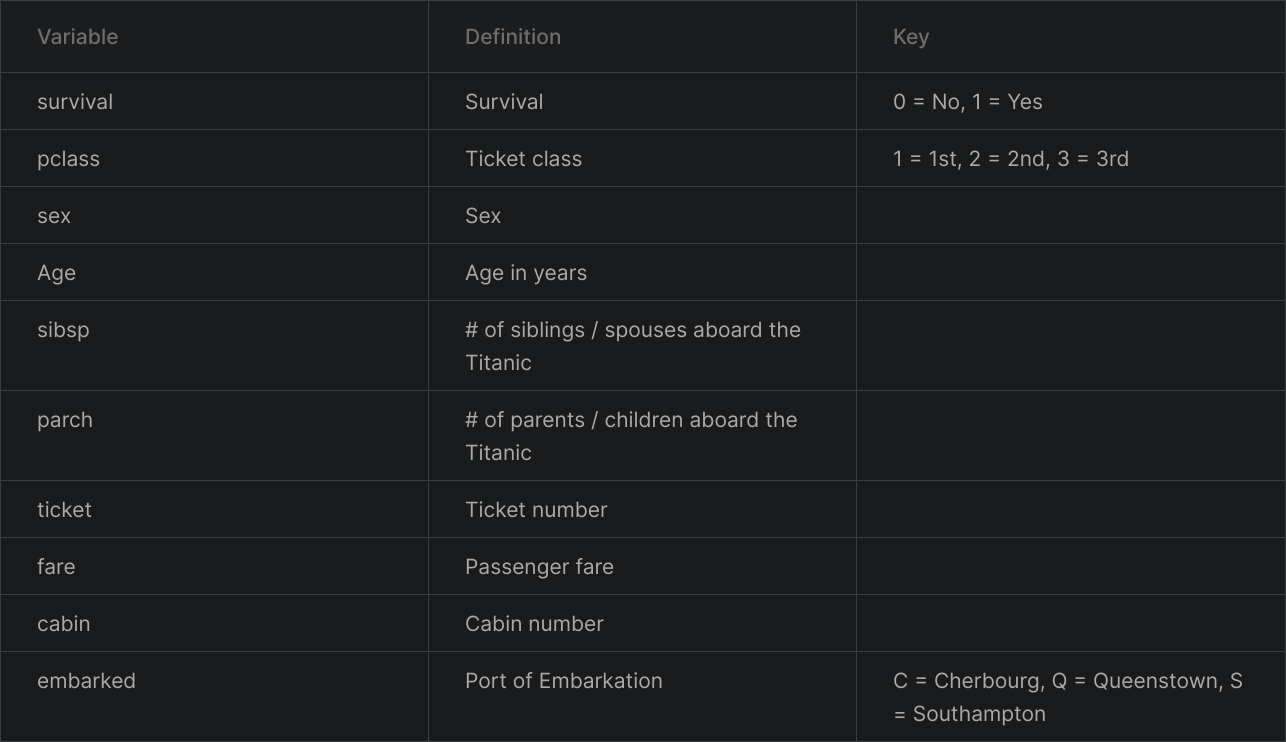 Variable Definition Key
survival Survival 0 = No, 1 = Yes
pclass Ticket class 1 = 1st, 2 = 2nd, 3 = 3rd
sex Sex
Age Age in years
sibsp # of siblings / spouses aboard the
Titanic
parch # of parents / children aboard the
Titanic
ticket Ticket number
fare Passenger fare
cabin Cabin number
embarked Port of Embarkation C = Cherbourg, Q = Queenstown, S
= Southampton